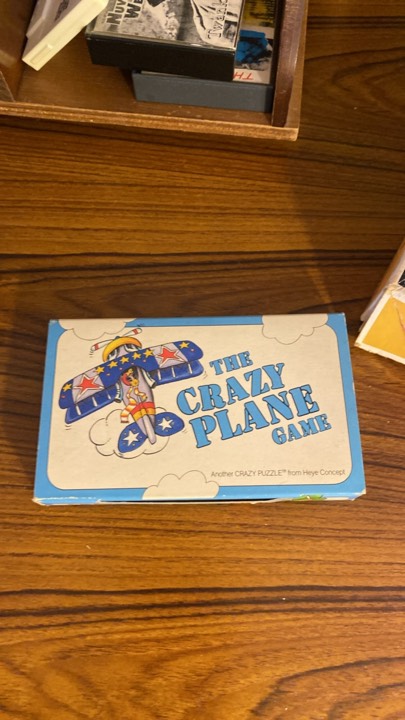 THE
CRAZY
PLANE
GAME
Another CRAZY PUZZLE™ from Heye Concept